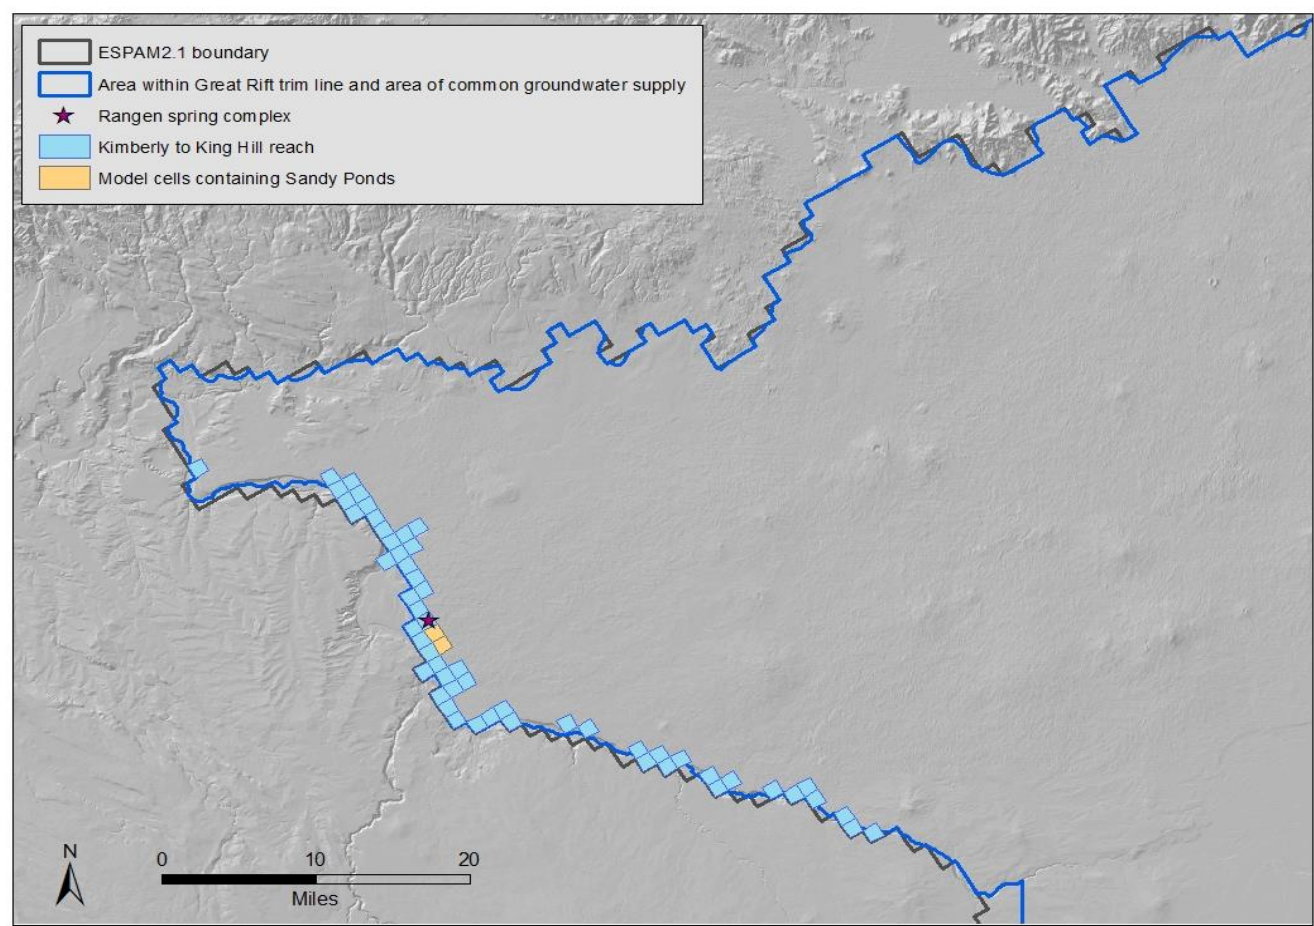 ESPAM2.1 boundary
Area within Great Rift trim line and area of common groundwater supply
Rangen spring complex
Kimberly to King Hill reach
Model cells containing Sandy Ponds
N
0 10 20
Miles